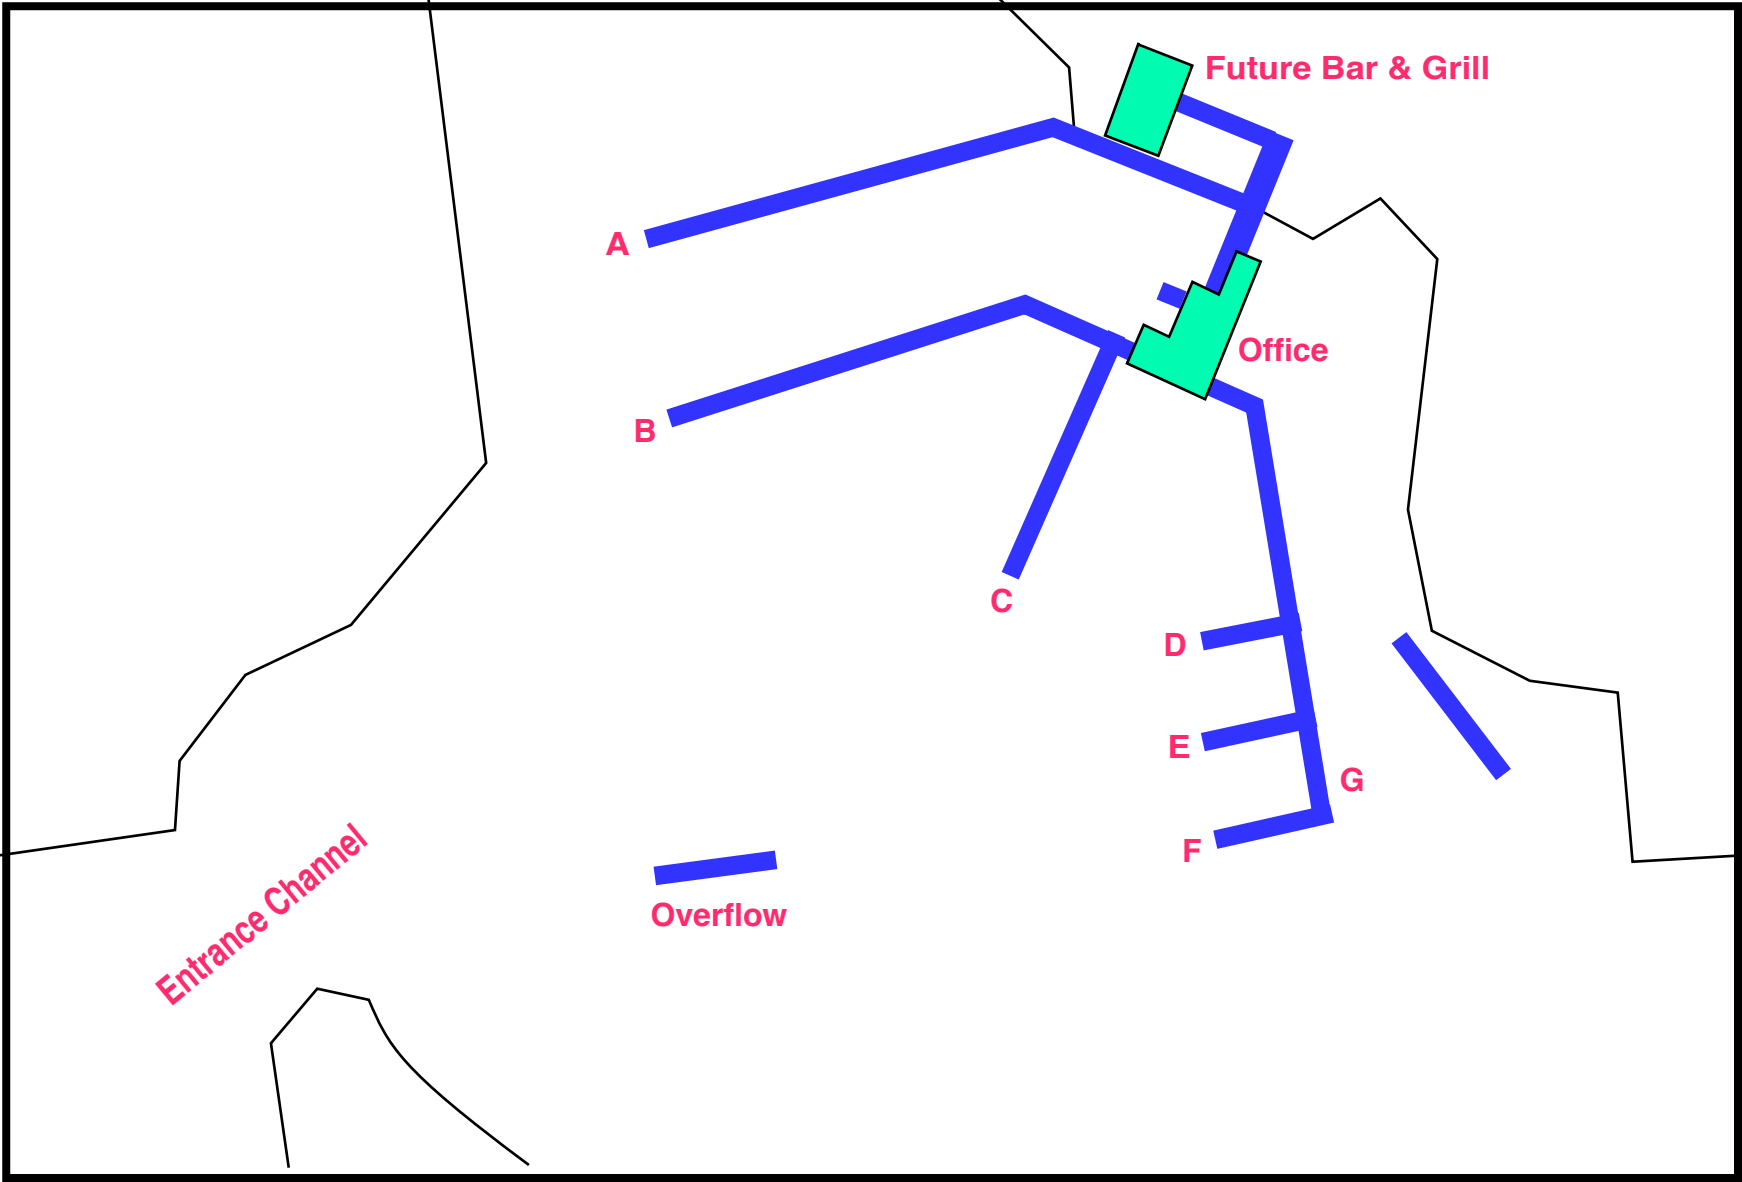 Future Bar & Grill
A
Office
B
C
D
E
G
F
Entrance Channel
Overflow